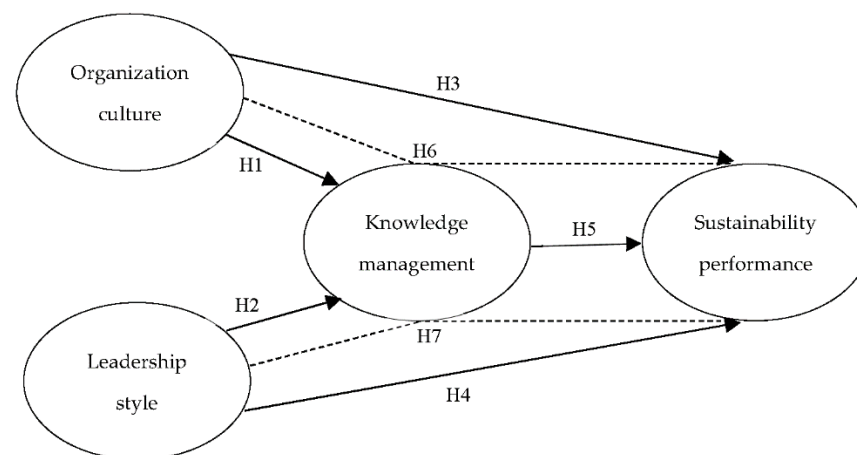 Organization
culture
H3
H1
H6
Knowledge
management
H5
Sustainability
performance
H2
H7
Leadership
style
H4